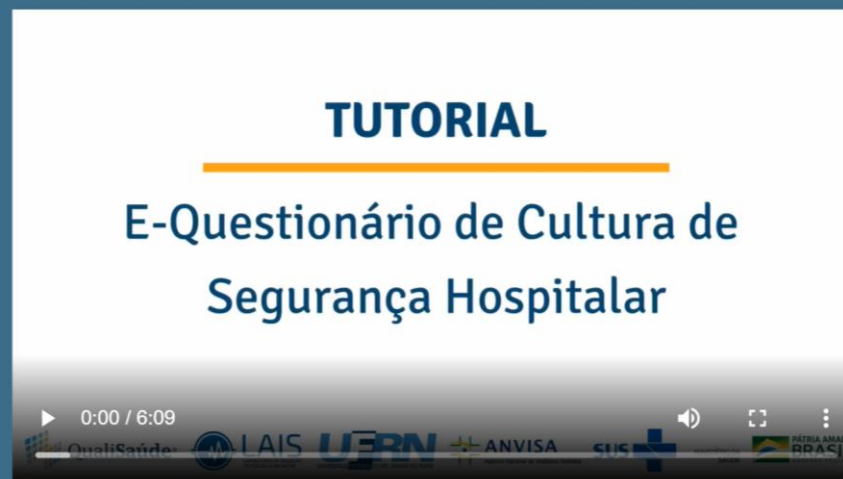 TUTORIAL
E-Questionário de Cultura de
Segurança Hospitalar
0:00 / 6:09
QualiSaúde LAIS UFRN ANVISA SUS PÁTRIA AMADA BRASIL